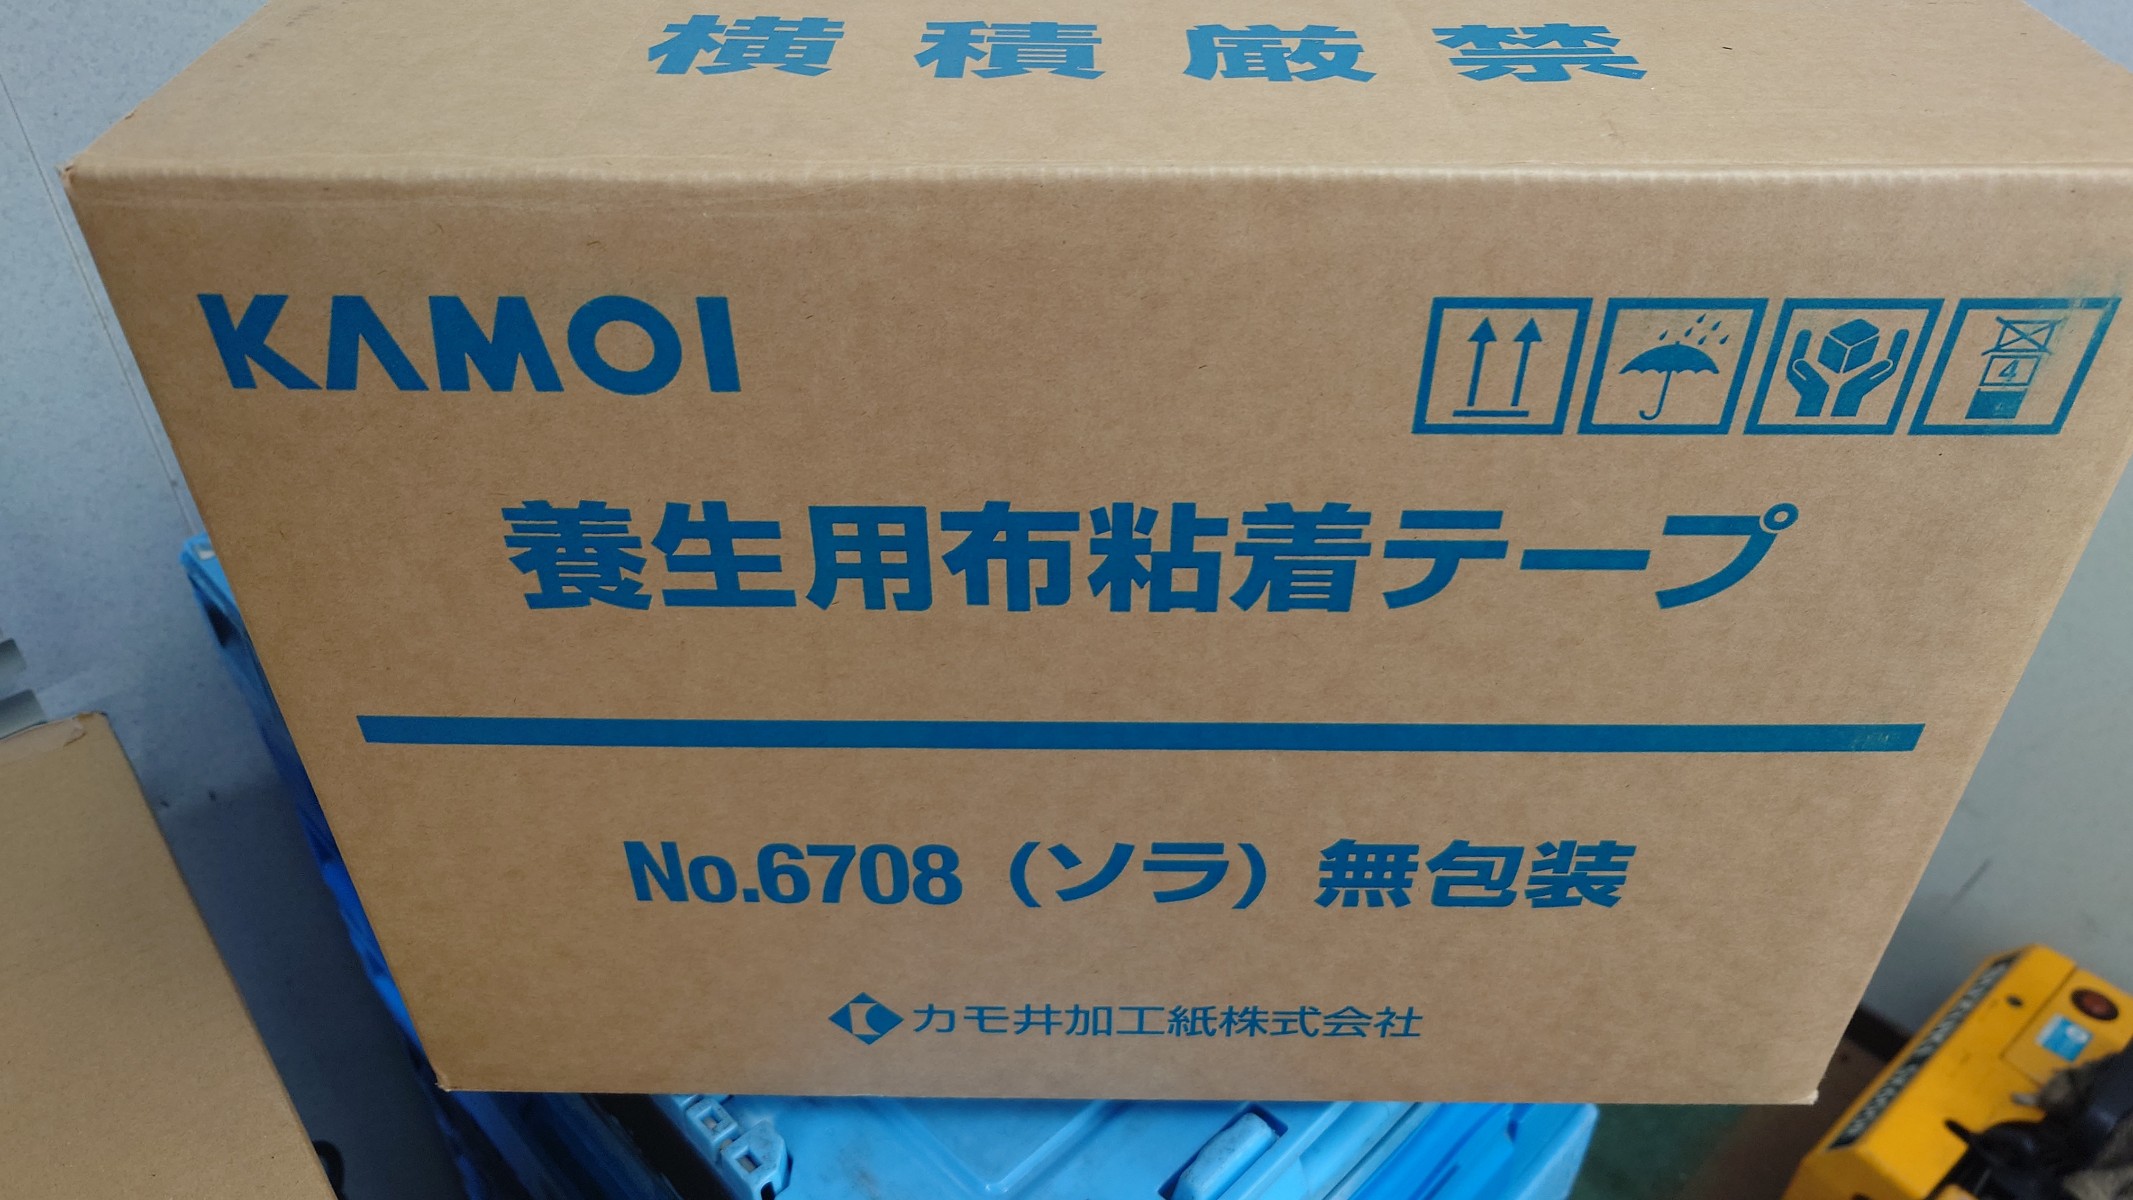 横積厳禁
KAMOI
4
養生用布粘着テープ
No.6708（ソラ）無包装
カモ井加工紙株式会社